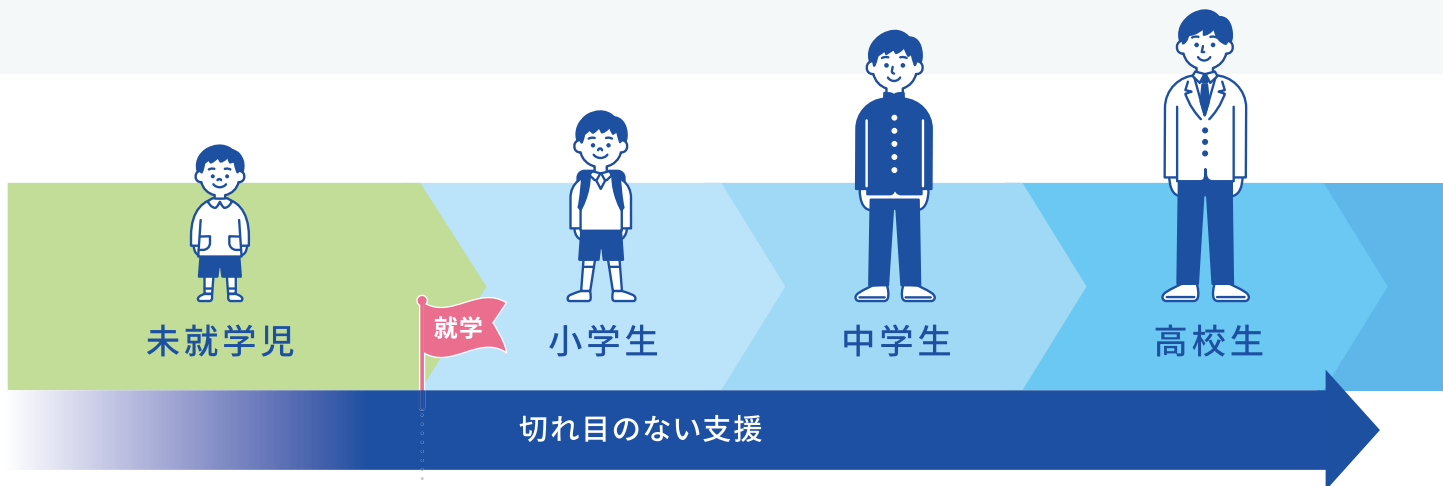 未就学児
就学
小学生
中学生
高校生
切れ目のない支援